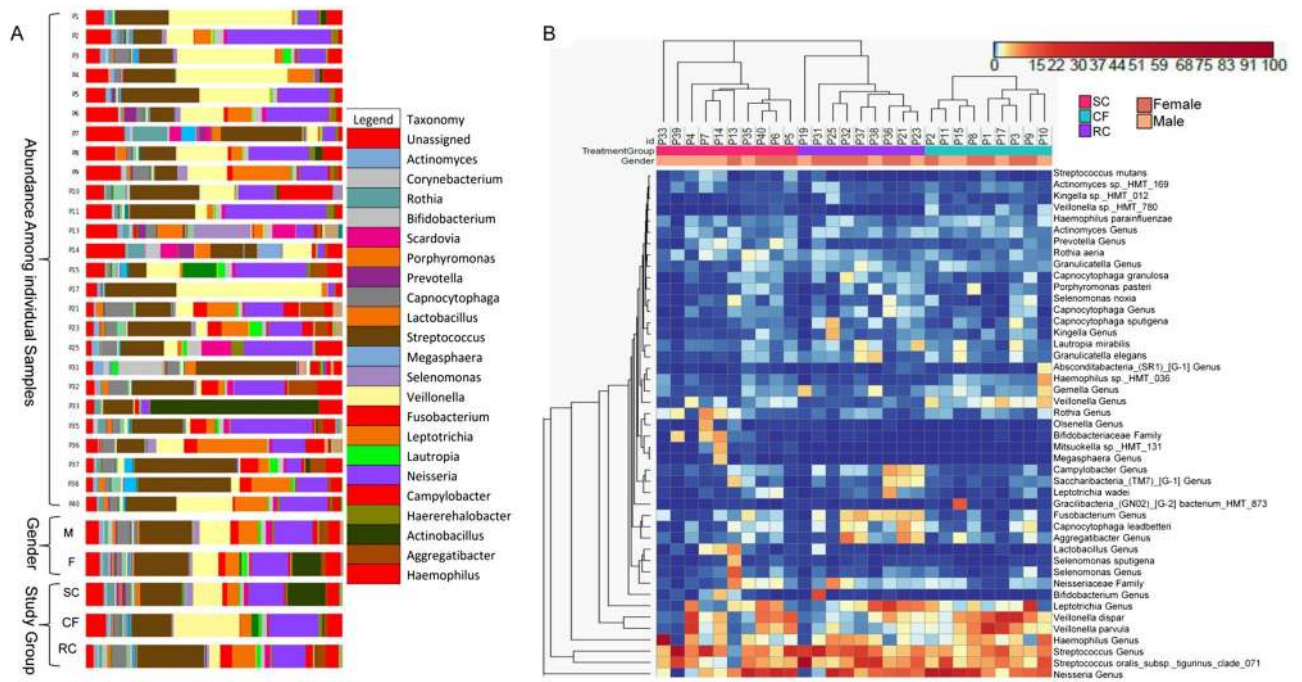 A
Abundance Among individual Samples
P1
P2
P3
P4
P5
P6
P7
P8
P9
P10
P11
P13
P14
P15
P17
P21
P23
P25
P31
P32
P33
P35
P36
P37
P38
P40
Gender
M
F
Study Group
SC
CF
RC
Legend Taxonomy
Unassigned
Actinomyces
Corynebacterium
Rothia
Bifidobacterium
Scardovia
Porphyromonas
Prevotella
Capnocytophaga
Lactobacillus
Streptococcus
Megasphaera
Selenomonas
Veillonella
Fusobacterium
Leptotrichia
Lautropia
Neisseria
Campylobacter
Haererehalobacter
Actinobacillus
Aggregatibacter
Haemophilus
B
0 15 22 30 37 44 51 59 68 75 83 91 100
SC
CF
RC
Female
Male
id P33 P39 P4 P7 P14 P13 P35 P40 P6 P5 P19 P31 P25 P32 P37 P38 P36 P21 P23 P2 P11 P15 P8 P1 P17 P3 P9 P10
TreatmentGroup
Gender
Streptococcus mutans
Actinomyces sp._HMT_169
Kingella sp._HMT_012
Veillonella sp._HMT_780
Haemophilus parainfluenzae
Actinomyces Genus
Prevotella Genus
Rothia aeria
Granulicatella Genus
Capnocytophaga granulosa
Porphyromonas pasteri
Selenomonas noxia
Capnocytophaga Genus
Capnocytophaga sputigena
Kingella Genus
Lautropia mirabilis
Granulicatella elegans
Absconditabacteria_(SR1)_[G-1] Genus
Haemophilus sp._HMT_036
Gemella Genus
Veillonella Genus
Rothia Genus
Olsenella Genus
Bifidobacteriaceae Family
Mitsuokella sp._HMT_131
Megasphaera Genus
Campylobacter Genus
Saccharibacteria_(TM7)_[G-1] Genus
Leptotrichia wadei
Gracilibacteria_(GN02)_[G-2] bacterium_HMT_873
Fusobacterium Genus
Capnocytophaga leadbetteri
Aggregatibacter Genus
Lactobacillus Genus
Selenomonas sputigena
Selenomonas Genus
Neisseriaceae Family
Bifidobacterium Genus
Leptotrichia Genus
Veillonella dispar
Veillonella parvula
Haemophilus Genus
Streptococcus Genus
Streptococcus oralis_subsp._tigurinus_clade_071
Neisseria Genus